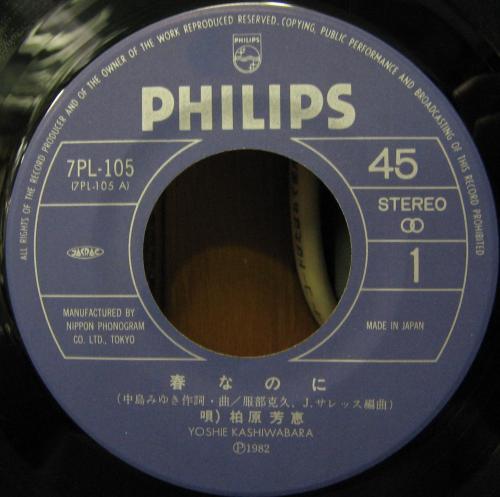 ALL RIGHTS OF THE RECORD PRODUCER AND OF THE OWNER OF THE WORK REPRODUCED RESERVED. COPYING, PUBLIC PERFORMANCE AND BROADCASTING OF THIS RECORD PROHIBITED
PHILIPS
PHILIPS
7PL-105
(7PL-105 A)
45
STEREO
1
JASRAC
MANUFACTURED BY
NIPPON PHONOGRAM
CO. LTD., TOKYO
MADE IN JAPAN
春なのに
(中島みゆき作詞・曲/服部克久、J.サレッス編曲)
唄) 柏原芳恵
YOSHIE KASHIWABARA
Ⓟ1982